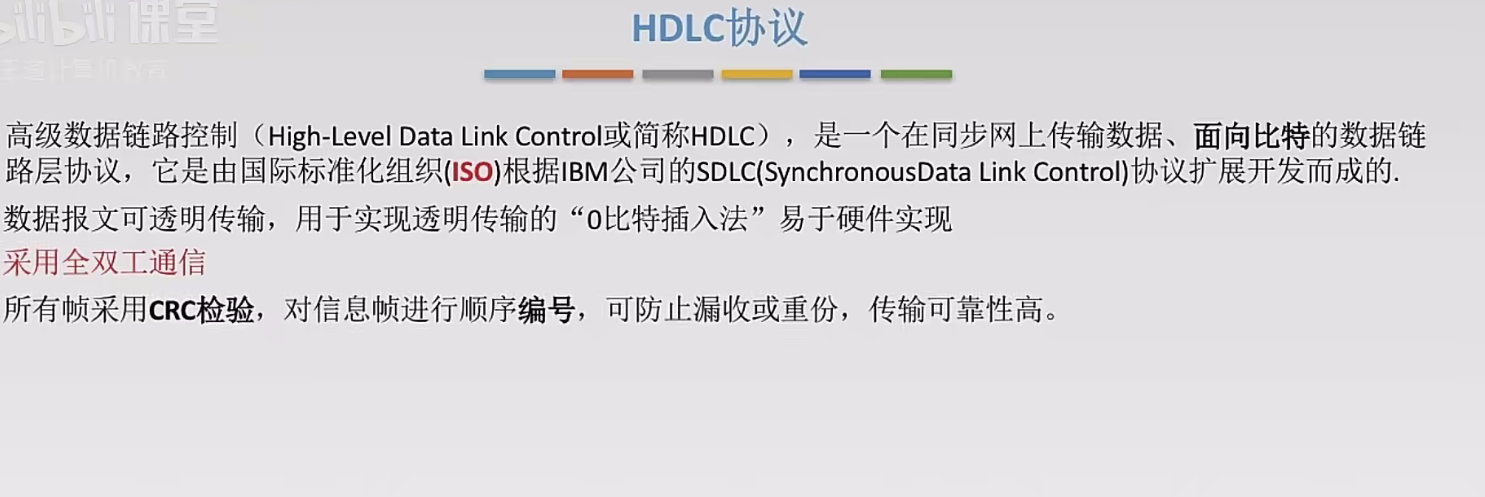 bilibili 课堂
王道计算机教育
HDLC协议
高级数据链路控制（High-Level Data Link Control或简称HDLC），是一个在同步网上传输数据、面向比特的数据链
路层协议，它是由国际标准化组织(ISO)根据IBM公司的SDLC(SynchronousData Link Control)协议扩展开发而成的.
数据报文可透明传输，用于实现透明传输的“0比特插入法”易于硬件实现
采用全双工通信
所有帧采用CRC检验，对信息帧进行顺序编号，可防止漏收或重份，传输可靠性高。